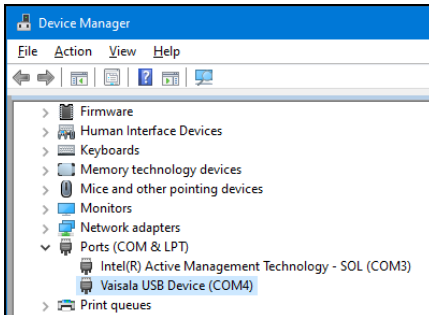 Device Manager
File Action View Help
Firmware
Human Interface Devices
Keyboards
Memory technology devices
Mice and other pointing devices
Monitors
Network adapters
Ports (COM & LPT)
Intel(R) Active Management Technology - SOL (COM3)
Vaisala USB Device (COM4)
Print queues